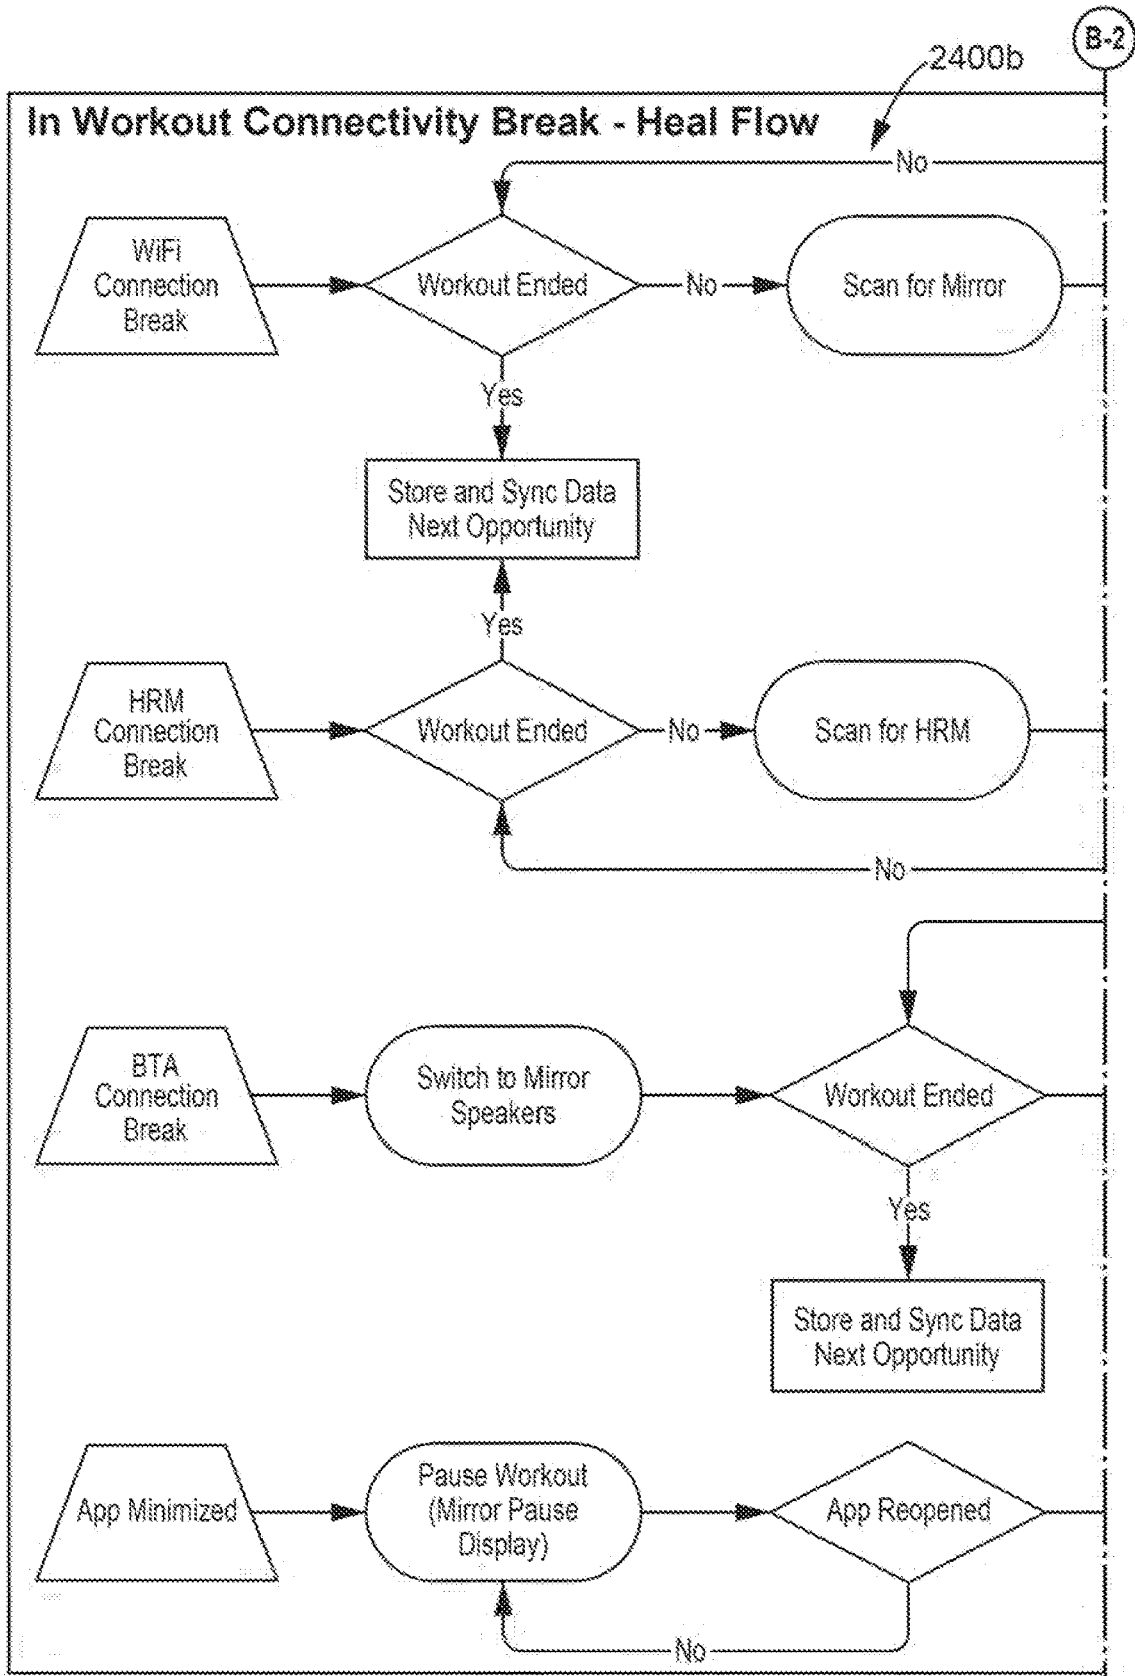 B-2
2400b
In Workout Connectivity Break - Heal Flow
No
WiFi
Connection
Break
Workout Ended
No
Scan for Mirror
Yes
Store and Sync Data
Next Opportunity
Yes
HRM
Connection
Break
Workout Ended
No
Scan for HRM
No
BTA
Connection
Break
Switch to Mirror
Speakers
Workout Ended
Yes
Store and Sync Data
Next Opportunity
App Minimized
Pause Workout
(Mirror Pause
Display)
App Reopened
No